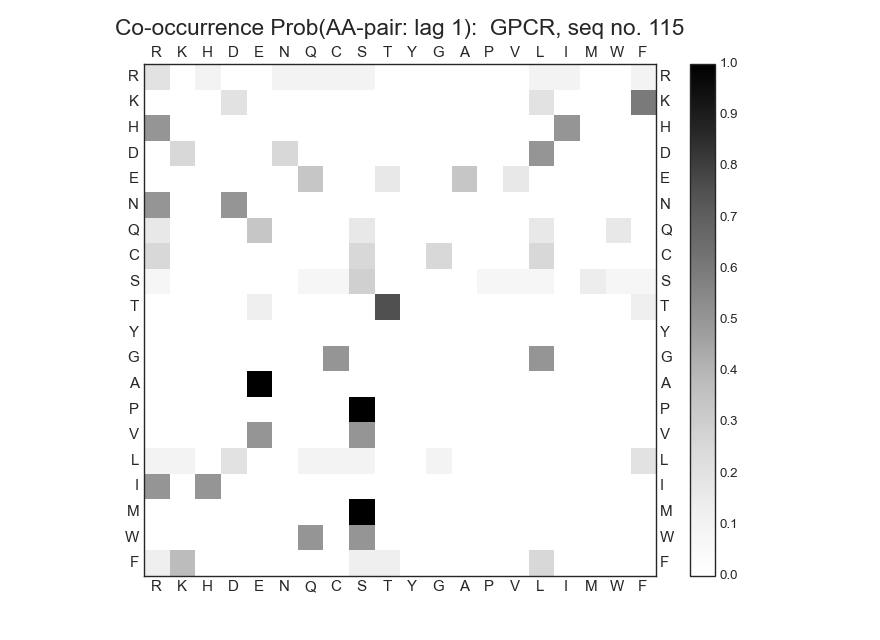 Co-occurrence Prob(AA-pair: lag 1):  GPCR, seq no. 115
R K H D E N Q C S T Y G A P V L I M W F
R R 1.0
K K 0.9
H H
D D 0.8
E E
N N 0.7
Q Q
C C 0.6
S S
T T 0.5
Y Y
G G 0.4
A A
P P 0.3
V V
L L 0.2
I I
M M 0.1
W W
F F 0.0
R K H D E N Q C S T Y G A P V L I M W F